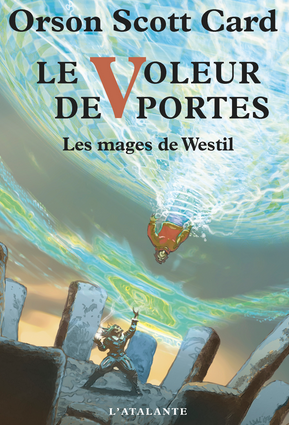 Orson Scott Card
LE VOLEUR
DE PORTES
Les mages de Westil
L'ATALANTE